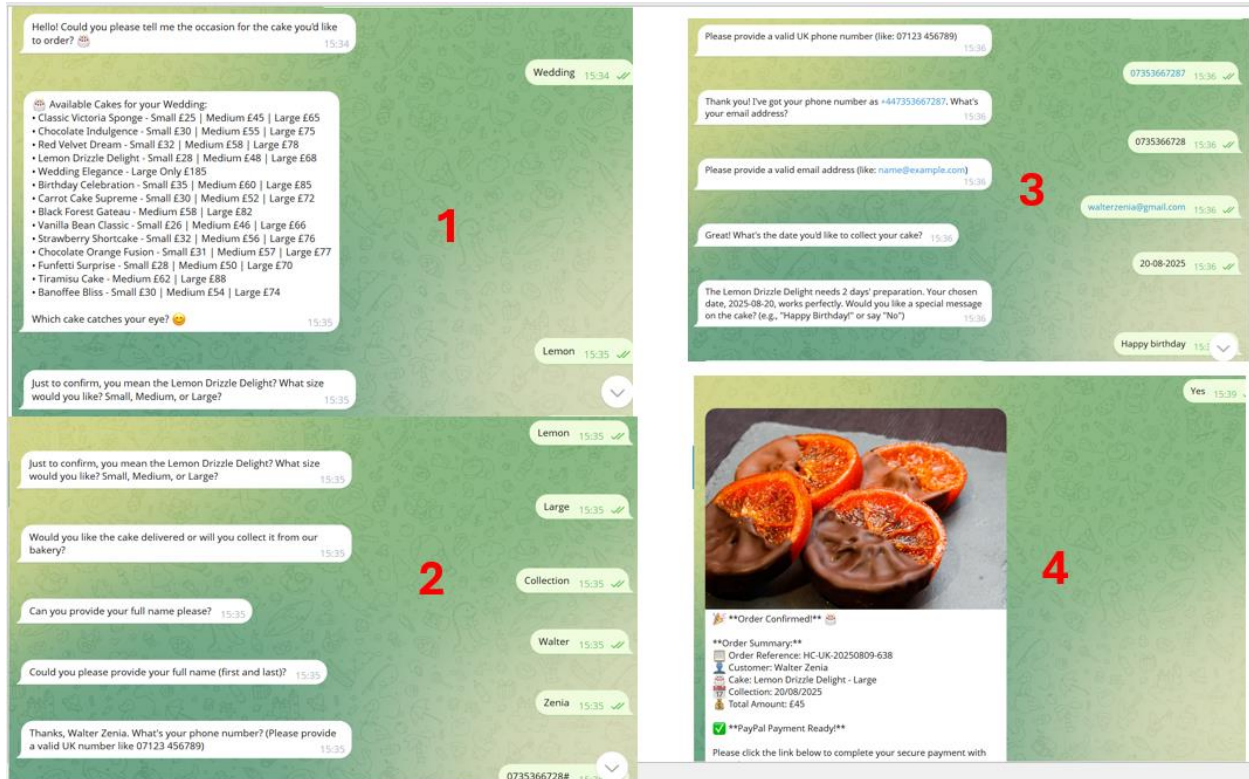 Hello! Could you please tell me the occasion for the cake you'd like
to order? 🎂
15:34
Wedding 15:34
🎂 Available Cakes for your Wedding:
• Classic Victoria Sponge - Small £25 | Medium £45 | Large £65
• Chocolate Indulgence - Small £30 | Medium £55 | Large £75
• Red Velvet Dream - Small £32 | Medium £58 | Large £78
• Lemon Drizzle Delight - Small £28 | Medium £48 | Large £68
• Wedding Elegance - Large Only £185
• Birthday Celebration - Small £35 | Medium £60 | Large £85
• Carrot Cake Supreme - Small £30 | Medium £52 | Large £72
• Black Forest Gateau - Medium £58 | Large £82
• Vanilla Bean Classic - Small £26 | Medium £46 | Large £66
• Strawberry Shortcake - Small £32 | Medium £56 | Large £76
• Chocolate Orange Fusion - Small £31 | Medium £57 | Large £77
• Funfetti Surprise - Small £28 | Medium £50 | Large £70
• Tiramisu Cake - Medium £62 | Large £88
• Banoffee Bliss - Small £30 | Medium £54 | Large £74
Which cake catches your eye? 😊
15:35
Lemon 15:35
Just to confirm, you mean the Lemon Drizzle Delight? What size
would you like? Small, Medium, or Large?
15:35
1
Lemon 15:35
Just to confirm, you mean the Lemon Drizzle Delight? What size
would you like? Small, Medium, or Large?
15:35
Large 15:35
Would you like the cake delivered or will you collect it from our
bakery?
15:35
Collection 15:35
Can you provide your full name please? 15:35
Walter 15:35
Could you please provide your full name (first and last)? 15:35
Zenia 15:35
Thanks, Walter Zenia. What's your phone number? (Please provide
a valid UK number like 07123 456789)
15:35
0735366728#
2
Please provide a valid UK phone number (like: 07123 456789)
15:36
07353667287 15:36
Thank you! I've got your phone number as +447353667287. What's
your email address?
15:36
0735366728 15:36
Please provide a valid email address (like: name@example.com)
15:36
walterzenia@gmail.com 15:36
Great! What's the date you'd like to collect your cake? 15:36
20-08-2025 15:36
The Lemon Drizzle Delight needs 2 days' preparation. Your chosen
date, 2025-08-20, works perfectly. Would you like a special message
on the cake? (e.g., "Happy Birthday!" or say "No")
15:36
Happy birthday
3
Yes 15:39
🎉 **Order Confirmed!** 🎂
**Order Summary:**
Order Reference: HC-UK-20250809-638
👤 Customer: Walter Zenia
🎂 Cake: Lemon Drizzle Delight - Large
📅 Collection: 20/08/2025
💰 Total Amount: £45
✅ **PayPal Payment Ready!**
Please click the link below to complete your secure payment with
4